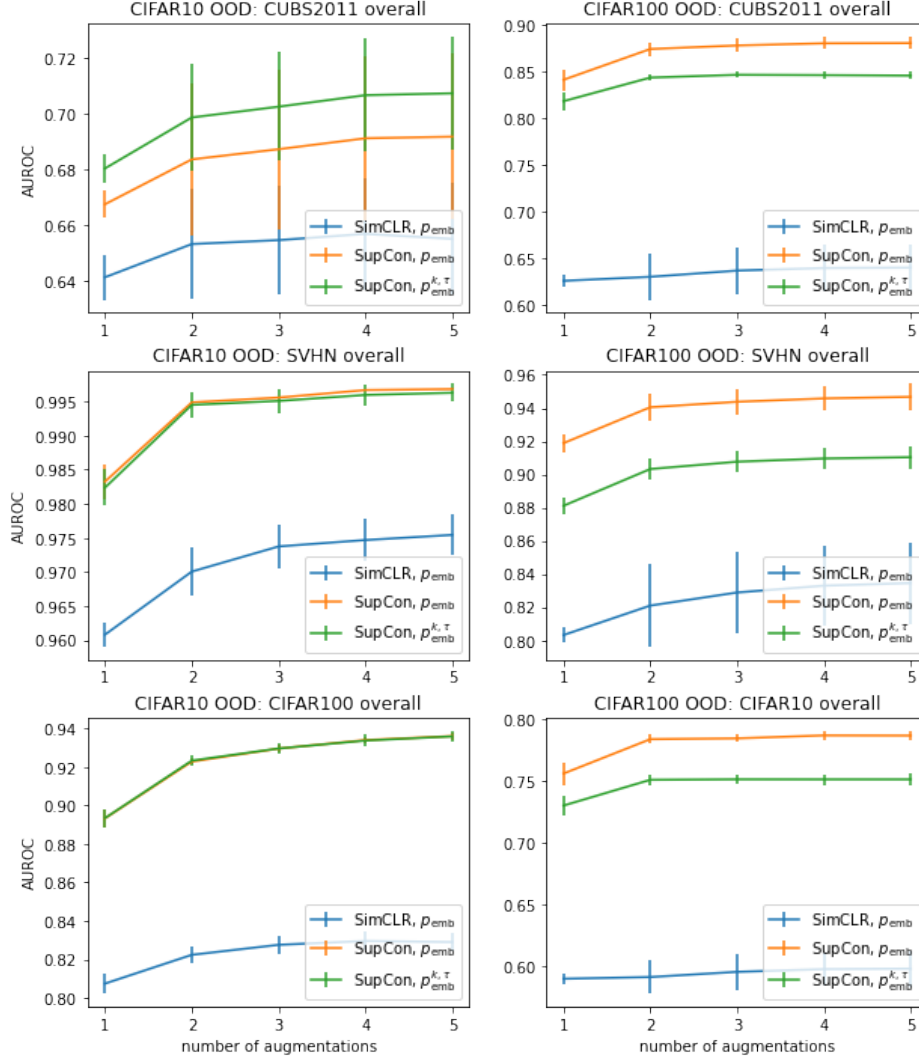 CIFAR10 OOD: CUBS2011 overall
AUROC
0.72
0.70
0.68
0.66
0.64
SimCLR, p_emb
SupCon, p_emb
SupCon, p_emb^{k,τ}
1 2 3 4 5
CIFAR100 OOD: CUBS2011 overall
0.90
0.85
0.80
0.75
0.70
0.65
0.60
SimCLR, p_emb
SupCon, p_emb
SupCon, p_emb^{k,τ}
1 2 3 4 5
CIFAR10 OOD: SVHN overall
AUROC
0.995
0.990
0.985
0.980
0.975
0.970
0.965
0.960
SimCLR, p_emb
SupCon, p_emb
SupCon, p_emb^{k,τ}
1 2 3 4 5
CIFAR100 OOD: SVHN overall
0.96
0.94
0.92
0.90
0.88
0.86
0.84
0.82
0.80
SimCLR, p_emb
SupCon, p_emb
SupCon, p_emb^{k,τ}
1 2 3 4 5
CIFAR10 OOD: CIFAR100 overall
AUROC
0.94
0.92
0.90
0.88
0.86
0.84
0.82
0.80
SimCLR, p_emb
SupCon, p_emb
SupCon, p_emb^{k,τ}
1 2 3 4 5
number of augmentations
CIFAR100 OOD: CIFAR10 overall
0.80
0.75
0.70
0.65
0.60
SimCLR, p_emb
SupCon, p_emb
SupCon, p_emb^{k,τ}
1 2 3 4 5
number of augmentations